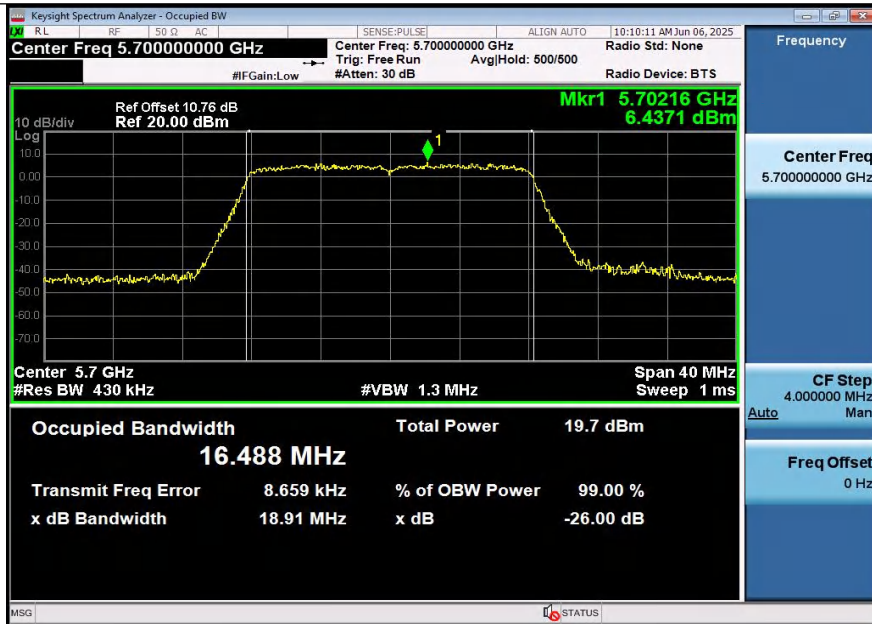 Keysight Spectrum Analyzer - Occupied BW
LXI RL RF 50 Ω AC SENSE:PULSE ALIGN AUTO 10:10:11 AM Jun 06, 2025
Center Freq 5.700000000 GHz
Center Freq: 5.700000000 GHz
Radio Std: None
Trig: Free Run
Avg|Hold: 500/500
#IFGain:Low
#Atten: 30 dB
Radio Device: BTS
Ref Offset 10.76 dB
Mkr1 5.70216 GHz
10 dB/div
Ref 20.00 dBm
6.4371 dBm
Log
1
10.0
0.00
-10.0
-20.0
-30.0
-40.0
-50.0
-60.0
-70.0
Center 5.7 GHz
Span 40 MHz
#Res BW 430 kHz
#VBW 1.3 MHz
Sweep 1 ms
Occupied Bandwidth
Total Power 19.7 dBm
16.488 MHz
Transmit Freq Error 8.659 kHz
% of OBW Power 99.00 %
x dB Bandwidth 18.91 MHz
x dB -26.00 dB
MSG
STATUS
Frequency
Center Freq
5.700000000 GHz
CF Step
4.000000 MHz
Auto Man
Freq Offset
0 Hz